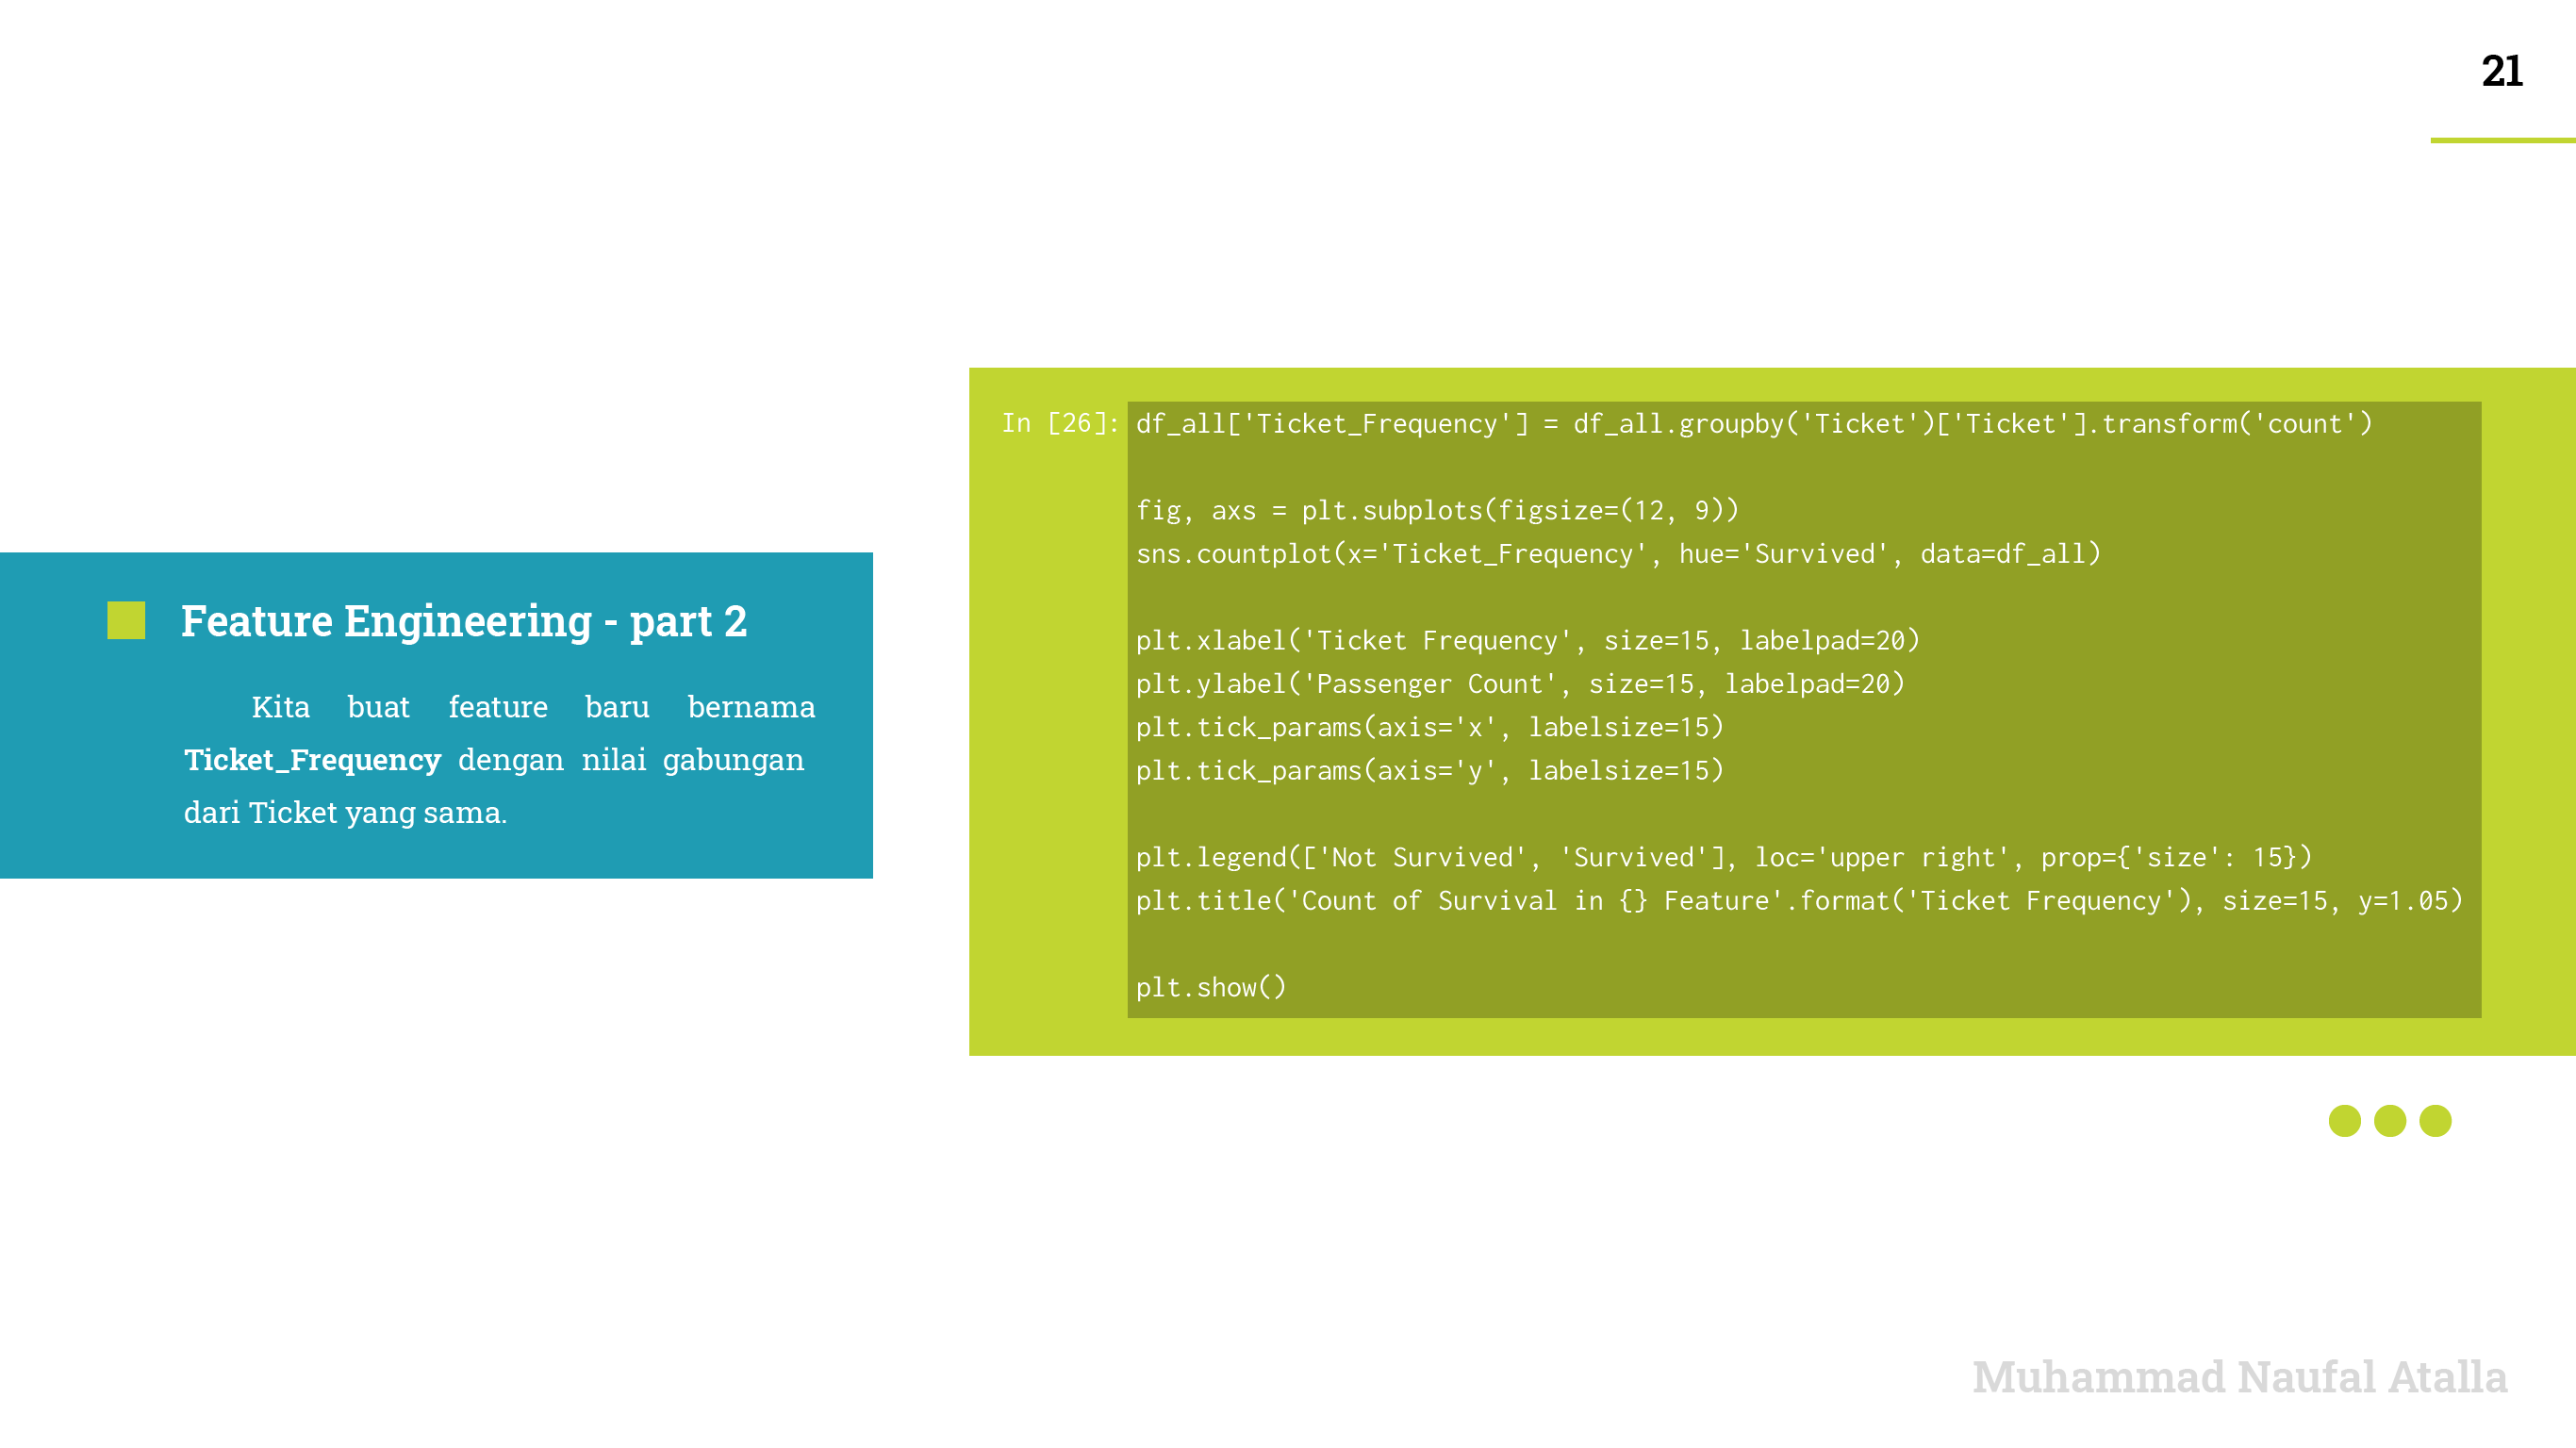 21
Feature Engineering - part 2
Kita buat feature baru bernama
Ticket_Frequency dengan nilai gabungan
dari Ticket yang sama.
In [26]: df_all['Ticket_Frequency'] = df_all.groupby('Ticket')['Ticket'].transform('count')
fig, axs = plt.subplots(figsize=(12, 9))
sns.countplot(x='Ticket_Frequency', hue='Survived', data=df_all)
plt.xlabel('Ticket Frequency', size=15, labelpad=20)
plt.ylabel('Passenger Count', size=15, labelpad=20)
plt.tick_params(axis='x', labelsize=15)
plt.tick_params(axis='y', labelsize=15)
plt.legend(['Not Survived', 'Survived'], loc='upper right', prop={'size': 15})
plt.title('Count of Survival in {} Feature'.format('Ticket Frequency'), size=15, y=1.05)
plt.show()
Muhammad Naufal Atalla